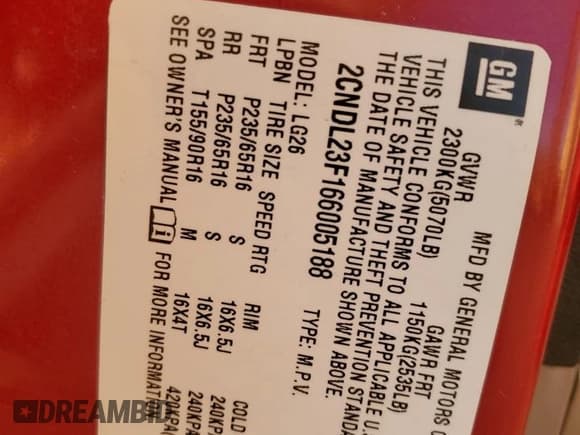 GM
MFD BY GENERAL MOTORS
GVWR GAWR FRT
2300KG(5070LB) 1150KG(2535LB)
THIS VEHICLE CONFORMS TO ALL APPLICABLE U.
VEHICLE SAFETY AND THEFT PREVENTION STANDA
THE DATE OF MANUFACTURE SHOWN ABOVE.
2CNDL23F166005188 TYPE: M.P.V.
MODEL: LG26
LPBN TIRE SIZE SPEED RTG RIM COLD
FRT P235/65R16 S 16X6.5J 240KP
RR P235/65R16 S 16X6.5J 240KPA
SPA T155/90R16 M 16X4T 420KPA(
SEE OWNER'S MANUAL i FOR MORE INFORMATION
DREAMBID